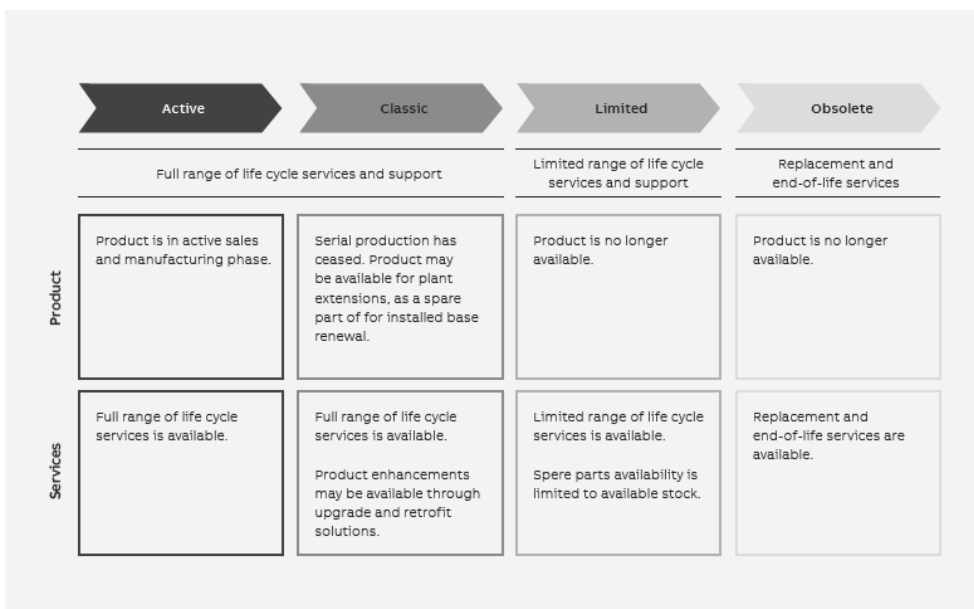 Active
Classic
Limited
Obsolete
Full range of life cycle services and support
Limited range of life cycle
services and support
Replacement and
end-of-life services
Product
Product is in active sales
and manufacturing phase.
Serial production has
ceased. Product may
be available for plant
extensions, as a spare
part of for installed base
renewal.
Product is no longer
available.
Product is no longer
available.
Services
Full range of life cycle
services is available.
Full range of life cycle
services is available.
Product enhancements
may be available through
upgrade and retrofit
solutions.
Limited range of life cycle
services is available.
Spere parts availability is
limited to available stock.
Replacement and
end-of-life services are
available.